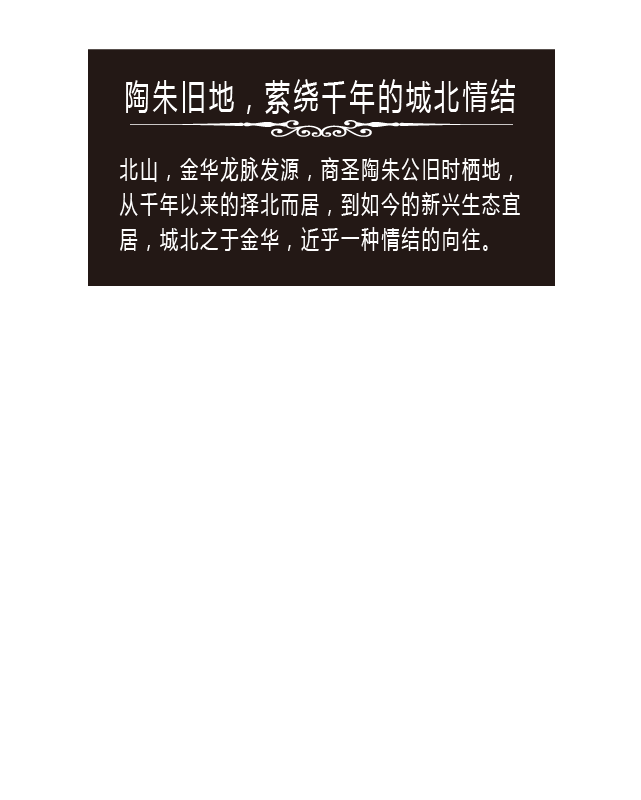 陶朱旧地，萦绕千年的城北情结
北山，金华龙脉发源，商圣陶朱公旧时栖地，
从千年以来的择北而居，到如今的新兴生态宜
居，城北之于金华，近乎一种情结的向往。